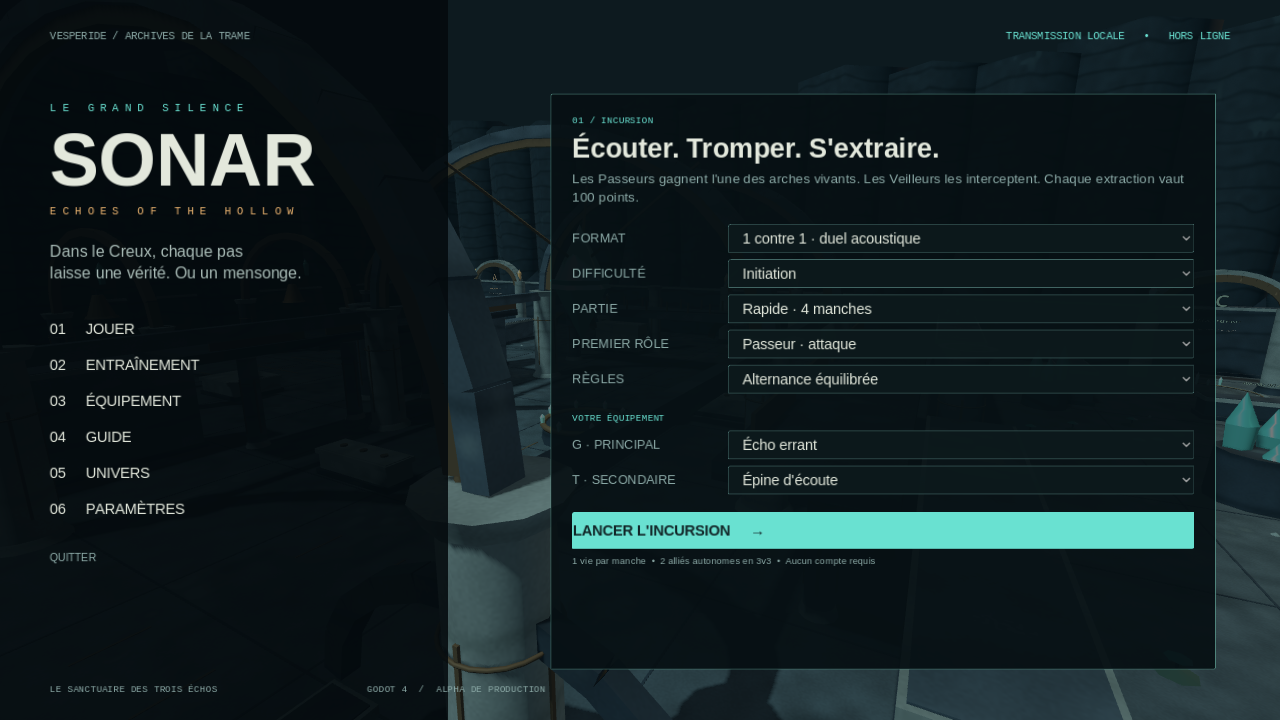 VESPERIDE / ARCHIVES DE LA TRAME
TRANSMISSION LOCALE • HORS LIGNE
LE GRAND SILENCE
SONAR
ECHOES OF THE HOLLOW
Dans le Creux, chaque pas
laisse une vérité. Ou un mensonge.
01 JOUER
02 ENTRAÎNEMENT
03 ÉQUIPEMENT
04 GUIDE
05 UNIVERS
06 PARAMÈTRES
QUITTER
01 / INCURSION
Écouter. Tromper. S'extraire.
Les Passeurs gagnent l'une des arches vivants. Les Veilleurs les interceptent. Chaque extraction vaut
100 points.
FORMAT 1 contre 1 · duel acoustique
DIFFICULTÉ Initiation
PARTIE Rapide · 4 manches
PREMIER RÔLE Passeur · attaque
RÈGLES Alternance équilibrée
VOTRE ÉQUIPEMENT
G · PRINCIPAL Écho errant
T · SECONDAIRE Épine d'écoute
LANCER L'INCURSION →
1 vie par manche • 2 alliés autonomes en 3v3 • Aucun compte requis
LE SANCTUAIRE DES TROIS ÉCHOS
GODOT 4 / ALPHA DE PRODUCTION